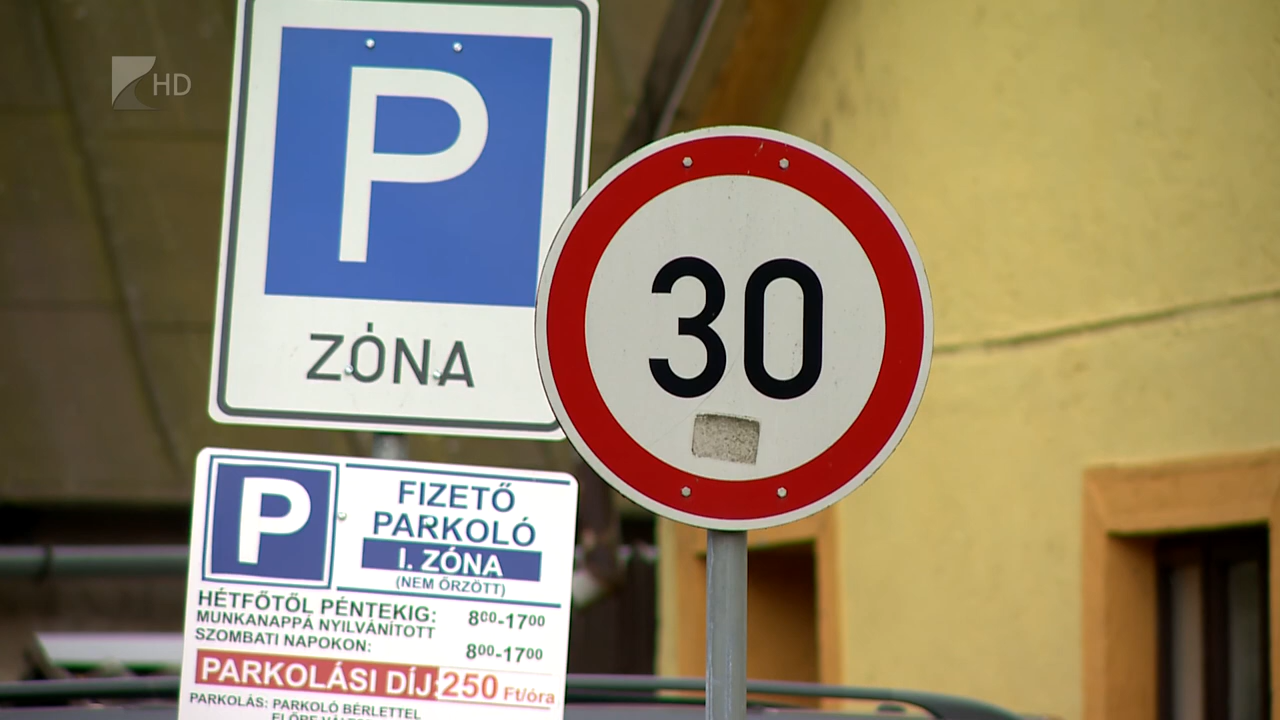 HD
P
ZÓNA
30
P
FIZETŐ
PARKOLÓ
I. ZÓNA
(NEM ŐRZÖTT)
HÉTFŐTŐL PÉNTEKIG: 8⁰⁰-17⁰⁰
MUNKANAPPÁ NYILVÁNÍTOTT
SZOMBATI NAPOKON: 8⁰⁰-17⁰⁰
PARKOLÁSI DÍJ: 250 Ft/óra
PARKOLÁS: PARKOLÓ BÉRLETTEL